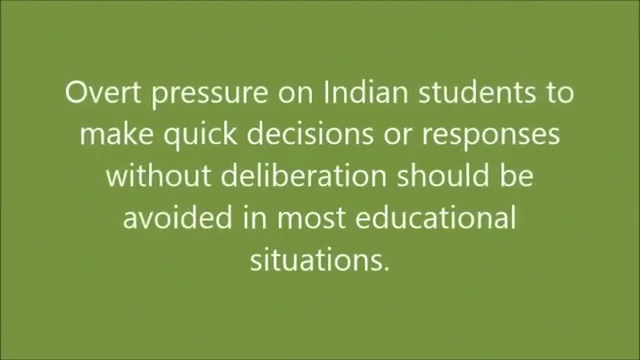 Overt pressure on Indian students to
make quick decisions or responses
without deliberation should be
avoided in most educational
situations.